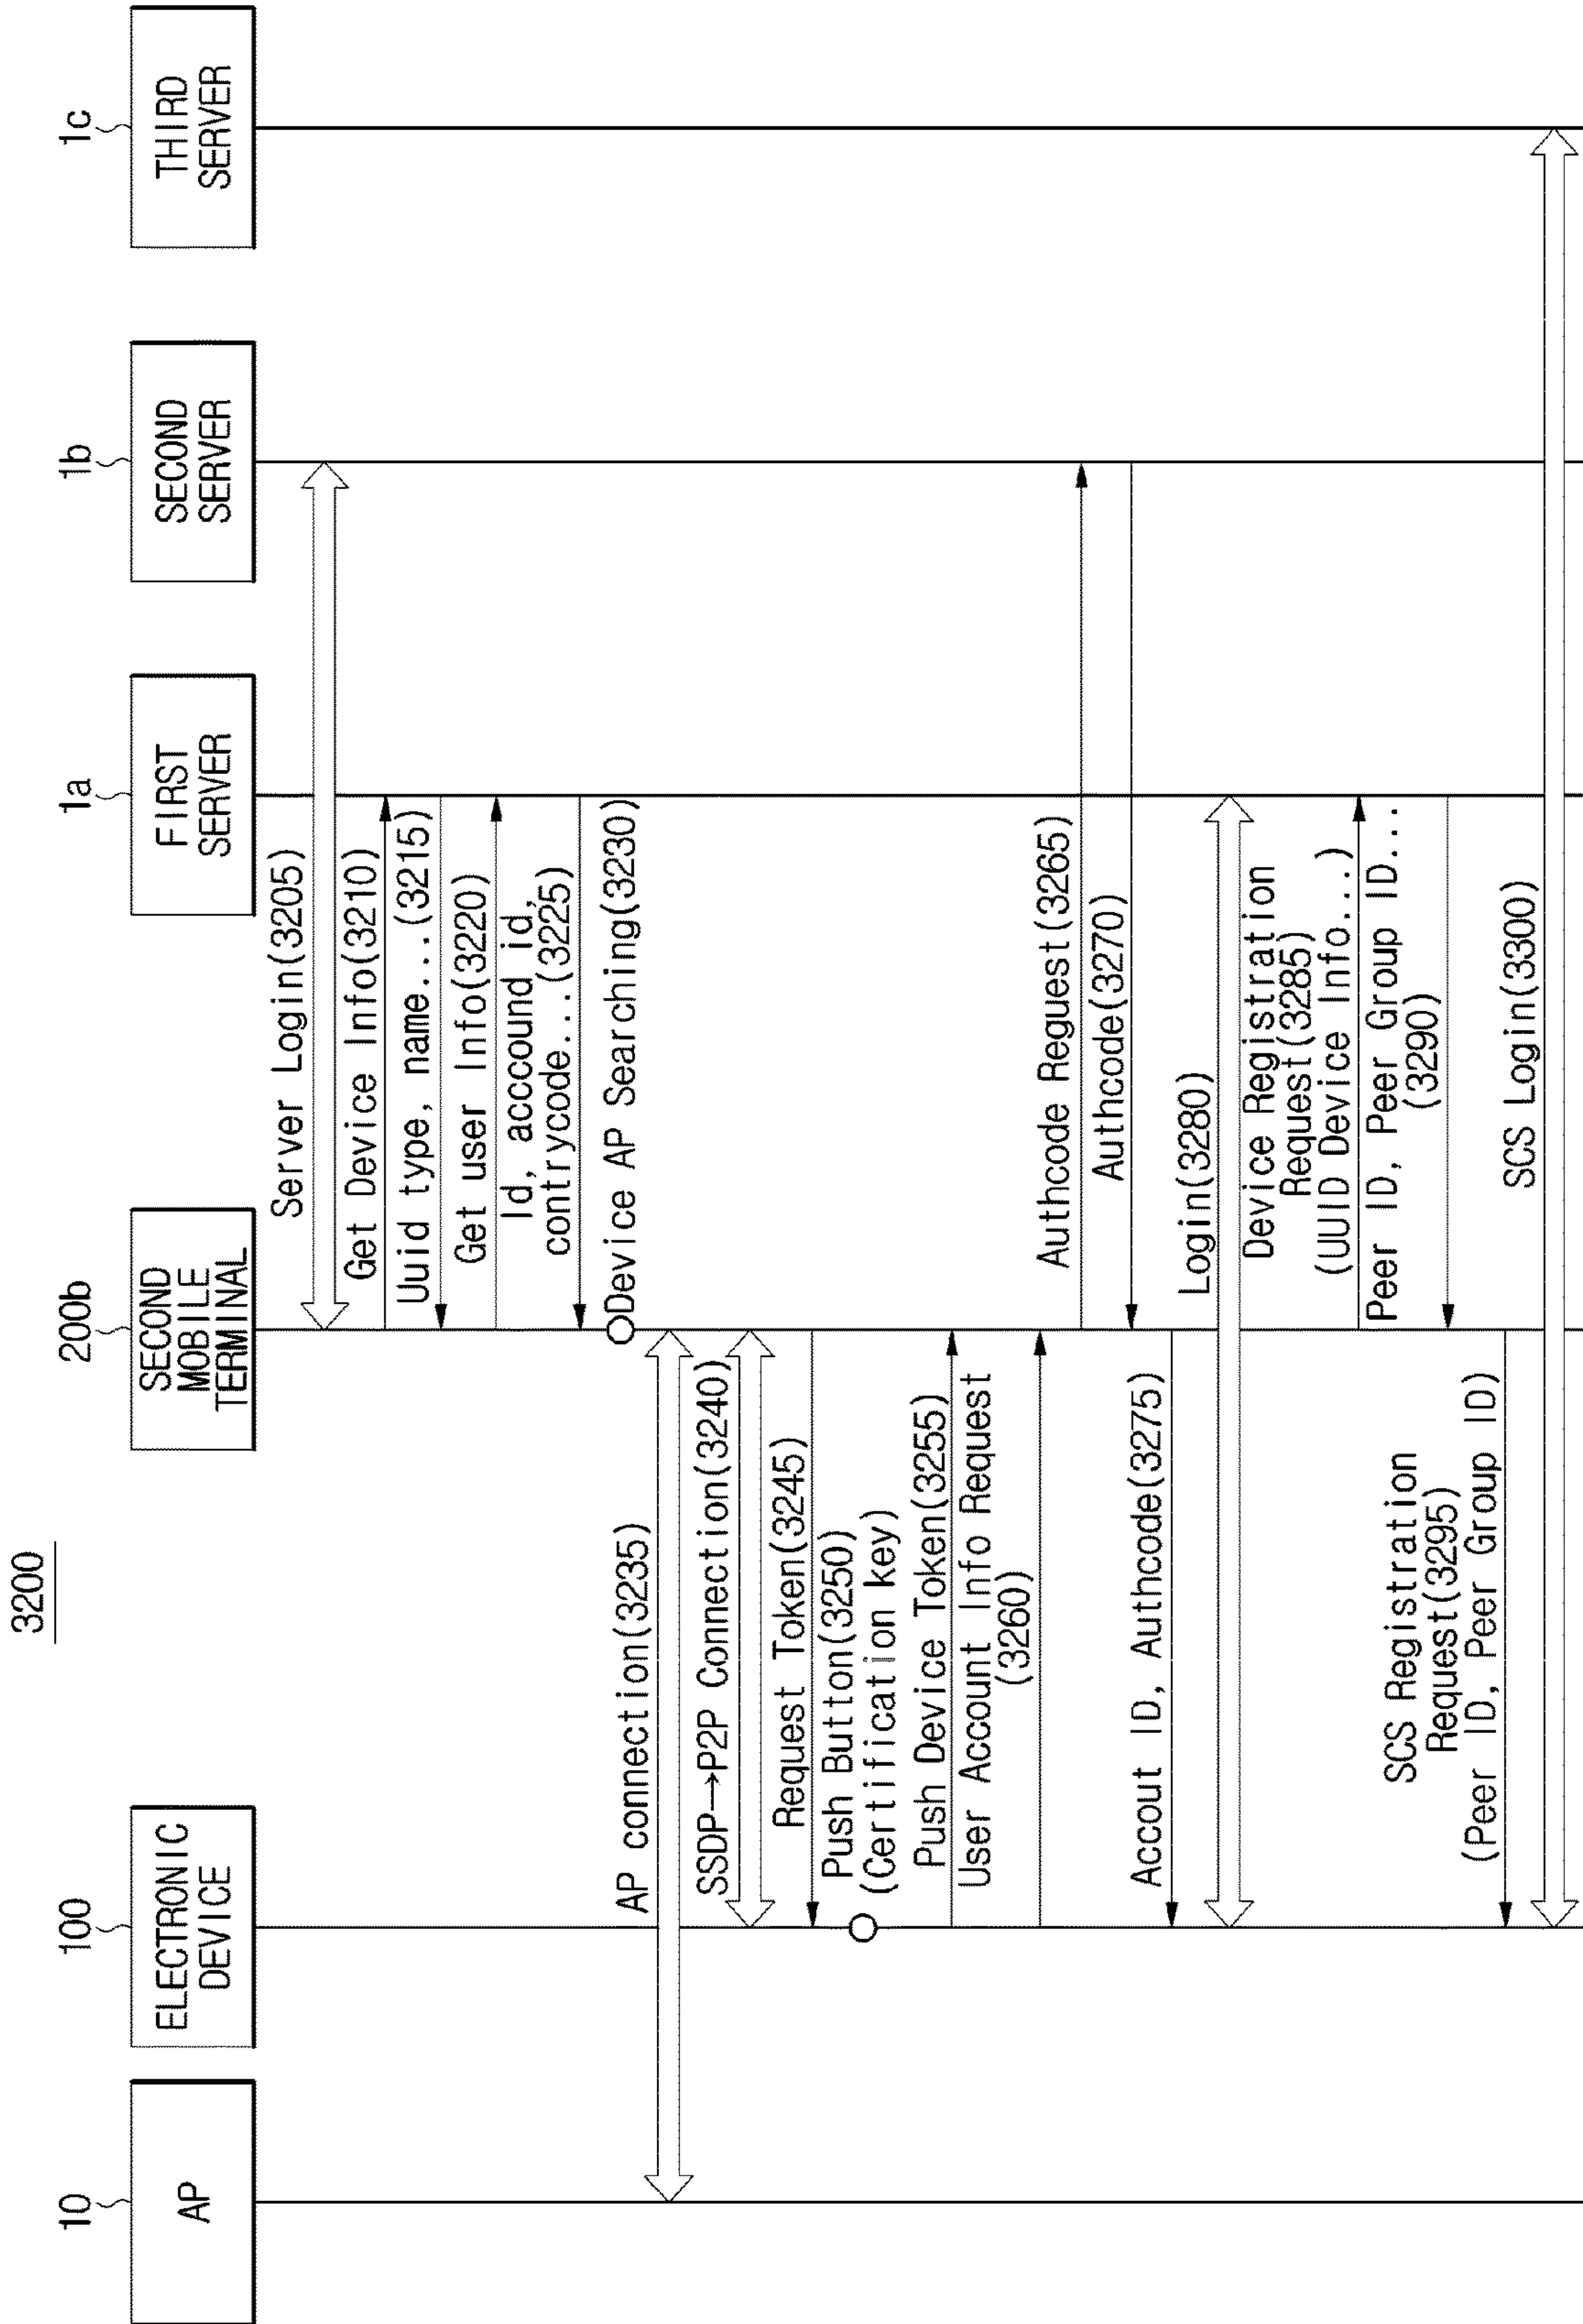 3200
10
AP
100
ELECTRONIC
DEVICE
200b
SECOND
MOBILE
TERMINAL
1a
FIRST
SERVER
1b
SECOND
SERVER
1c
THIRD
SERVER
Server Login(3205)
Get Device Info(3210)
Uuid type, name...(3215)
Get user Info(3220)
Id, accound id,
contrycode...(3225)
Device AP Searching(3230)
AP connection(3235)
SSDP→P2P Connection(3240)
Request Token(3245)
Push Button(3250)
(Certification key)
Push Device Token(3255)
User Account Info Request
(3260)
Authcode Request(3265)
Authcode(3270)
Accout ID, Authcode(3275)
Login(3280)
Device Registration
Request(3285)
(UUID Device Info...)
Peer ID, Peer Group ID...
(3290)
SCS Registration
Request(3295)
(Peer ID, Peer Group ID)
SCS Login(3300)